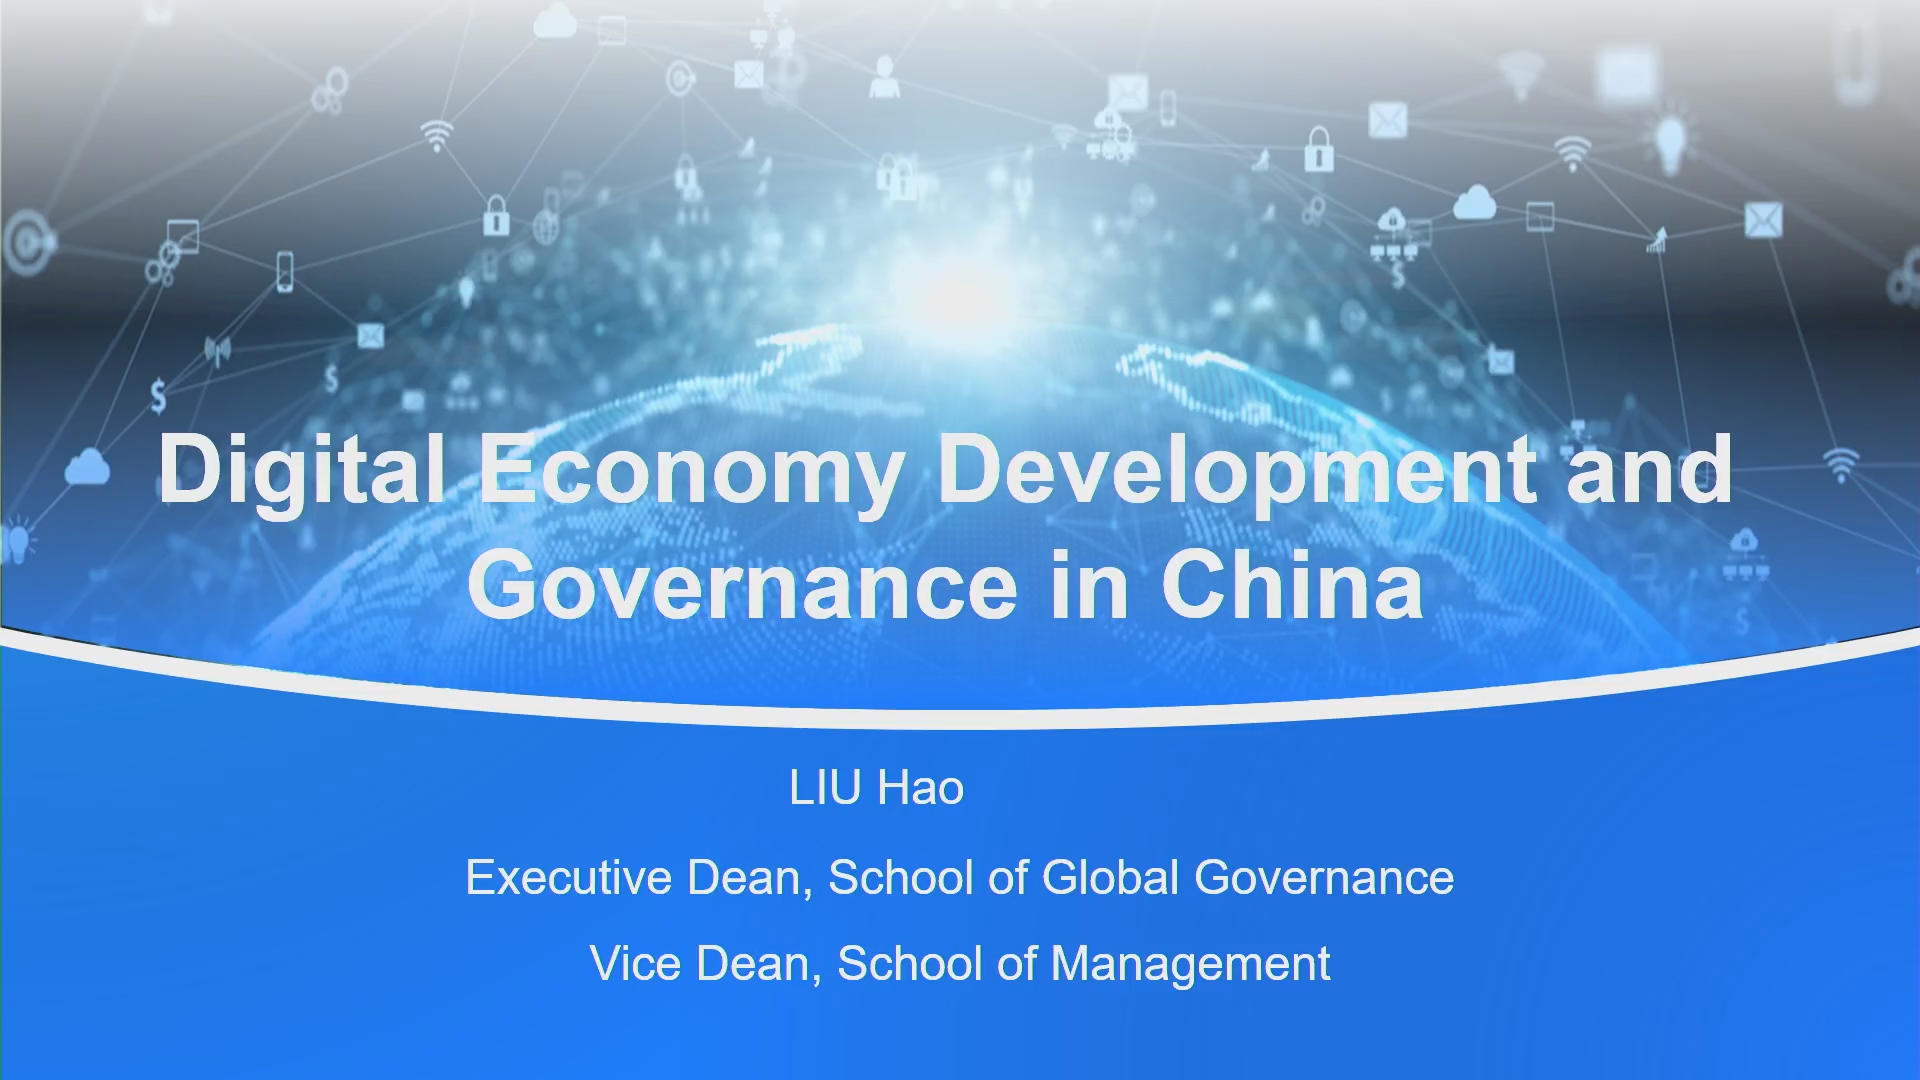 Digital Economy Development and
Governance in China
LIU Hao
Executive Dean, School of Global Governance
Vice Dean, School of Management